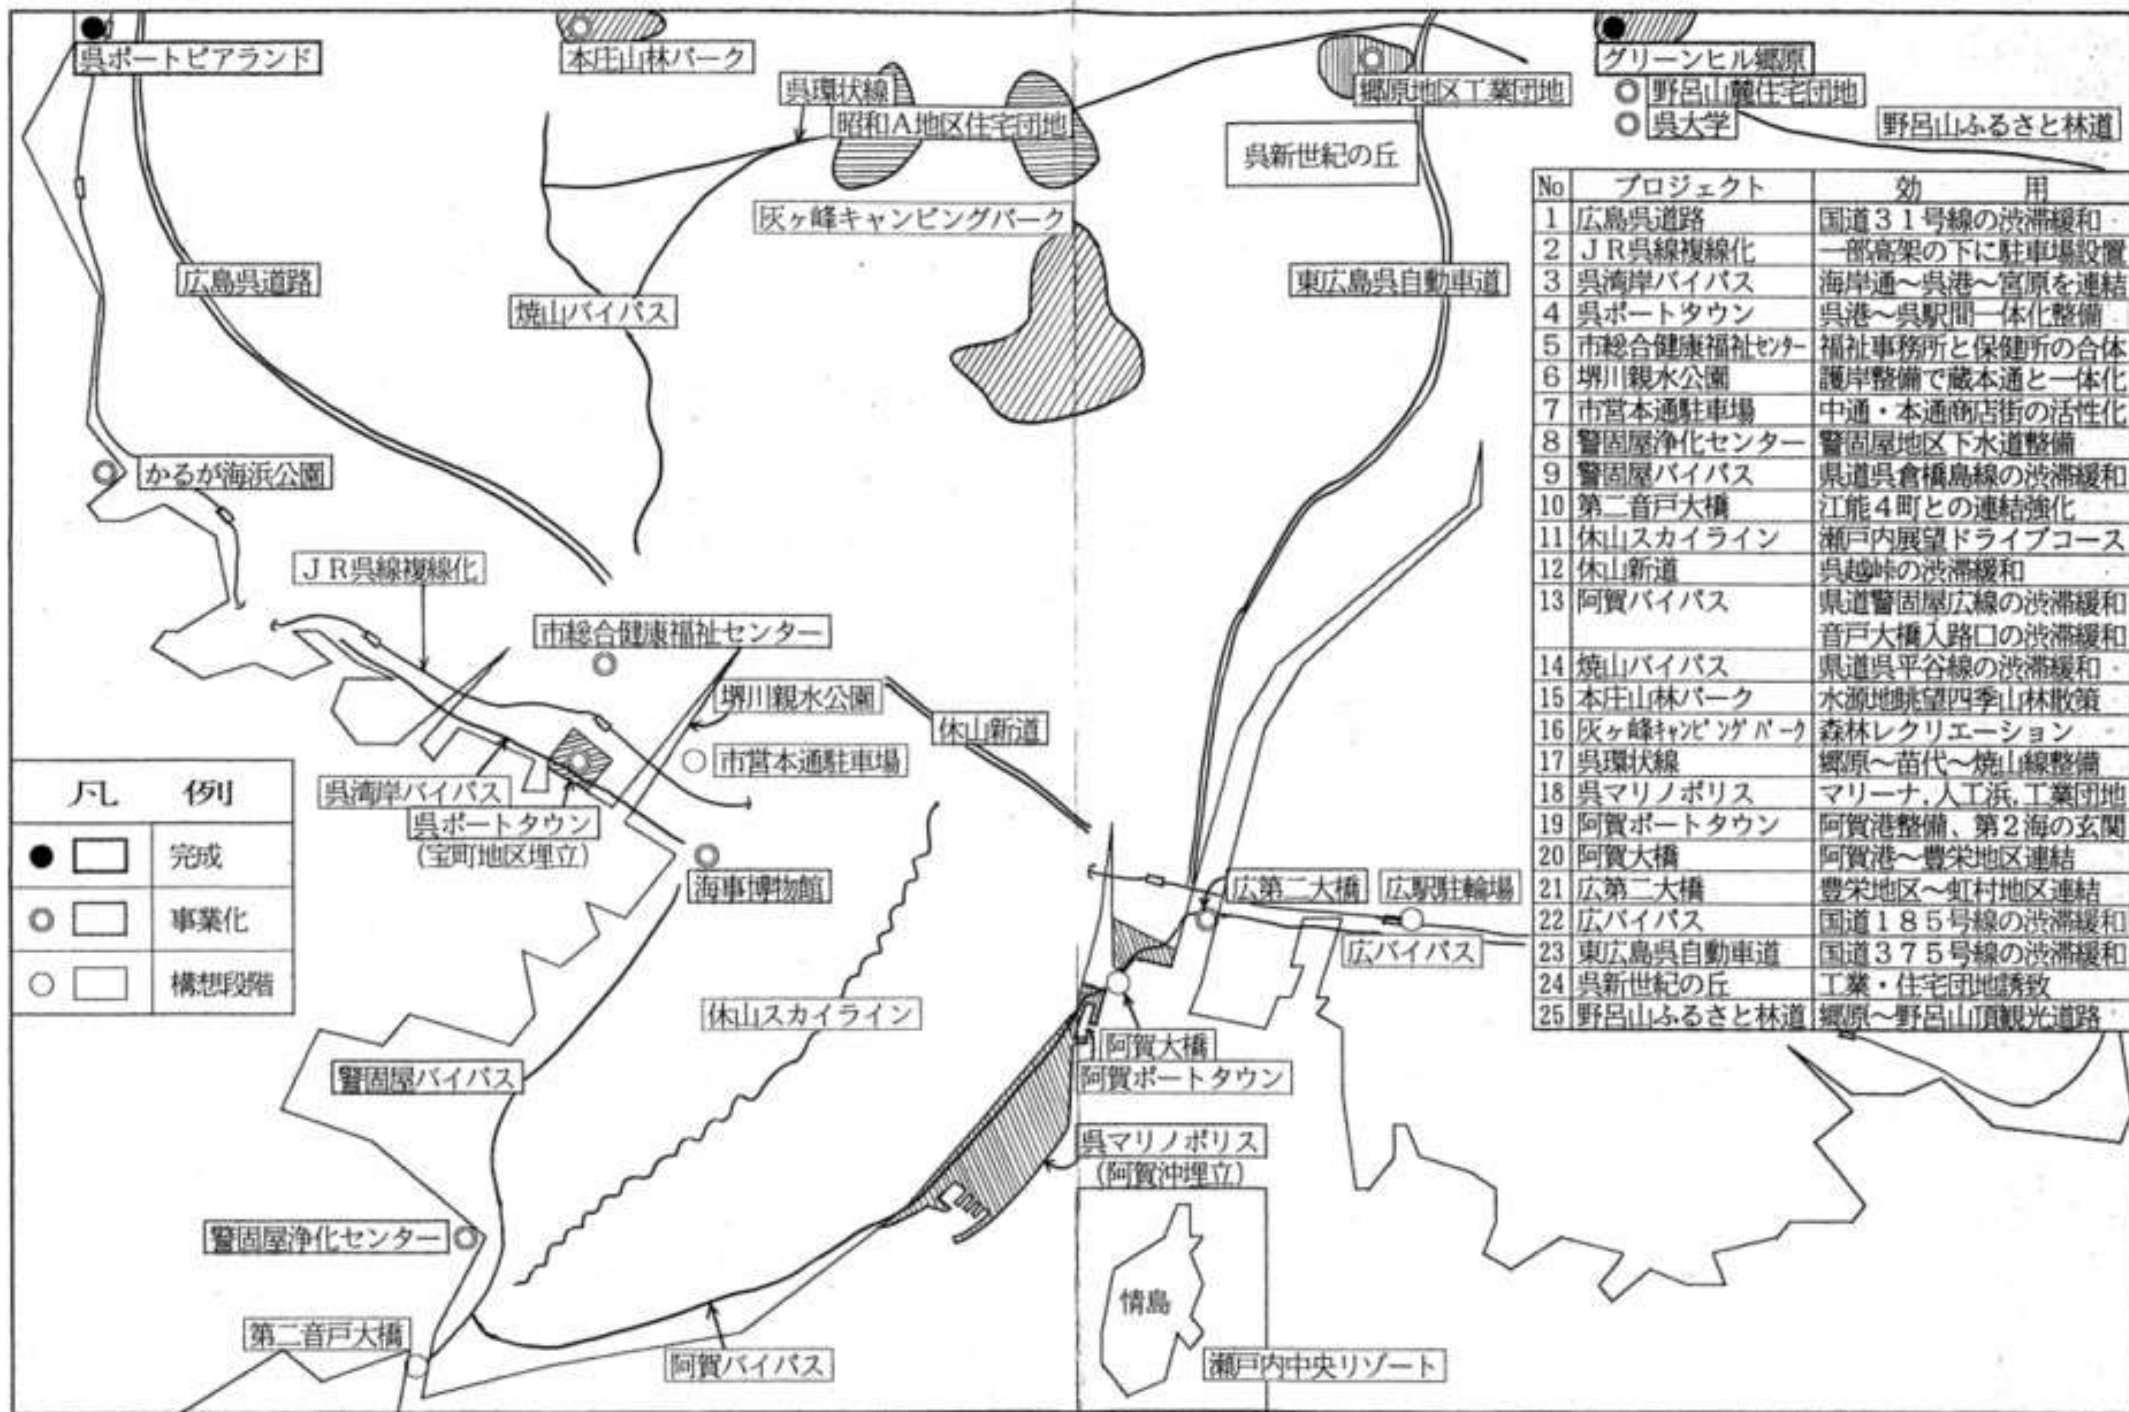 呉ポートピアランド
本庄山林パーク
呉環状線
昭和A地区住宅団地
郷原地区工業団地
グリーンヒル郷原
野呂山麓住宅団地
呉大学
野呂山ふるさと林道
呉新世紀の丘
灰ヶ峰キャンピングパーク
広島呉道路
焼山バイパス
東広島呉自動車道
かるが海浜公園
JR呉線複線化
市総合健康福祉センター
堺川親水公園
休山新道
市営本通駐車場
呉湾岸バイパス
呉ポートタウン
(宝町地区埋立)
海事博物館
広第二大橋
広駅駐輪場
広バイパス
休山スカイライン
阿賀大橋
阿賀ポートタウン
警固屋バイパス
呉マリノポリス
(阿賀沖埋立)
警固屋浄化センター
情島
第二音戸大橋
阿賀バイパス
瀬戸内中央リゾート
凡 例
● 完成
◎ 事業化
○ 構想段階
No プロジェクト 効 用
1 広島呉道路 国道31号線の渋滞緩和
2 JR呉線複線化 一部高架の下に駐車場設置
3 呉湾岸バイパス 海岸通~呉港~宮原を連結
4 呉ポートタウン 呉港~呉駅間一体化整備
5 市総合健康福祉センター 福祉事務所と保健所の合体
6 堺川親水公園 護岸整備で蔵本通と一体化
7 市営本通駐車場 中通・本通商店街の活性化
8 警固屋浄化センター 警固屋地区下水道整備
9 警固屋バイパス 県道呉倉橋島線の渋滞緩和
10 第二音戸大橋 江能4町との連結強化
11 休山スカイライン 瀬戸内展望ドライブコース
12 休山新道 呉越峠の渋滞緩和
13 阿賀バイパス 県道警固屋広線の渋滞緩和
音戸大橋入路口の渋滞緩和
14 焼山バイパス 県道呉平谷線の渋滞緩和
15 本庄山林パーク 水源地眺望四季山林散策
16 灰ヶ峰キャンピングパーク 森林レクリエーション
17 呉環状線 郷原~苗代~焼山線整備
18 呉マリノポリス マリーナ,人工浜,工業団地
19 阿賀ポートタウン 阿賀港整備、第2海の玄関
20 阿賀大橋 阿賀港~豊栄地区連結
21 広第二大橋 豊栄地区~虹村地区連結
22 広バイパス 国道185号線の渋滞緩和
23 東広島呉自動車道 国道375号線の渋滞緩和
24 呉新世紀の丘 工業・住宅団地誘致
25 野呂山ふるさと林道 郷原~野呂山頂観光道路